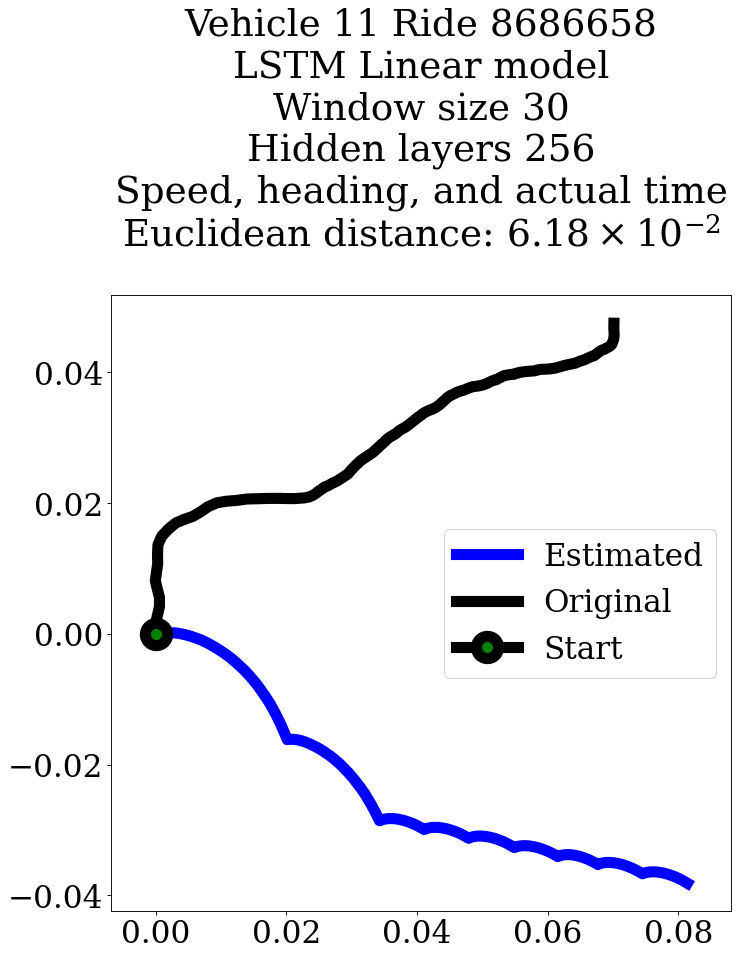 Vehicle 11 Ride 8686658
LSTM Linear model
Window size 30
Hidden layers 256
Speed, heading, and actual time
Euclidean distance: 6.18 × 10⁻²
0.04
0.02
0.00
−0.02
−0.04
Estimated
Original
Start
0.00 0.02 0.04 0.06 0.08